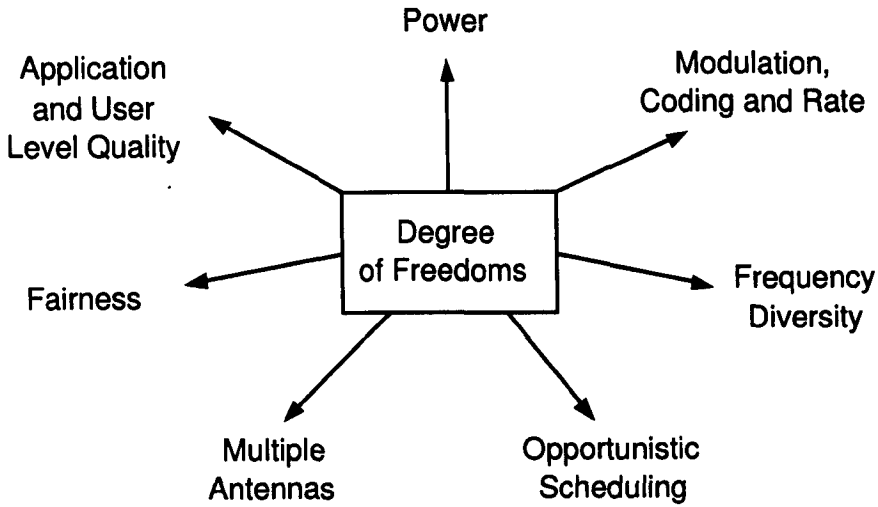 Power
Application
and User
Level Quality
Modulation,
Coding and Rate
Degree
of Freedoms
Fairness
Frequency
Diversity
Multiple
Antennas
Opportunistic
Scheduling